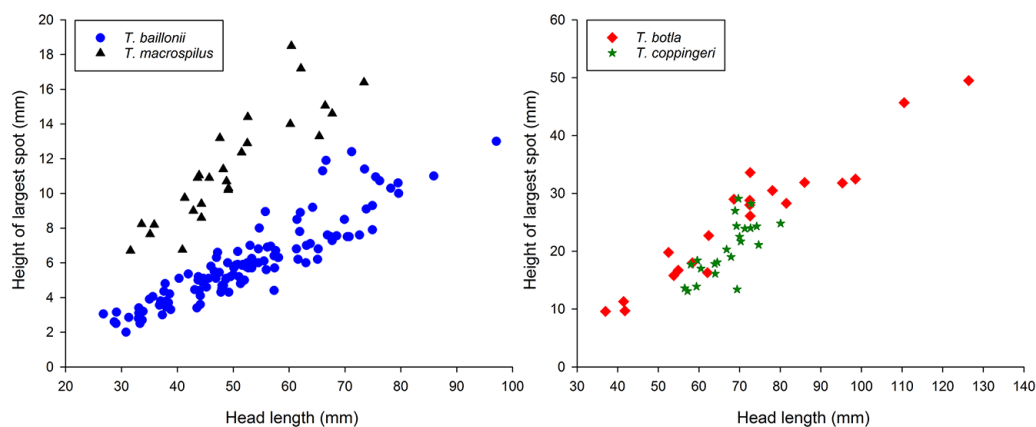 20
18
16
14
12
10
8
6
4
2
0
Height of largest spot (mm)
T. baillonii
T. macrospilus
20 30 40 50 60 70 80 90 100
Head length (mm)
60
50
40
30
20
10
0
Height of largest spot (mm)
T. botla
T. coppingeri
30 40 50 60 70 80 90 100 110 120 130 140
Head length (mm)